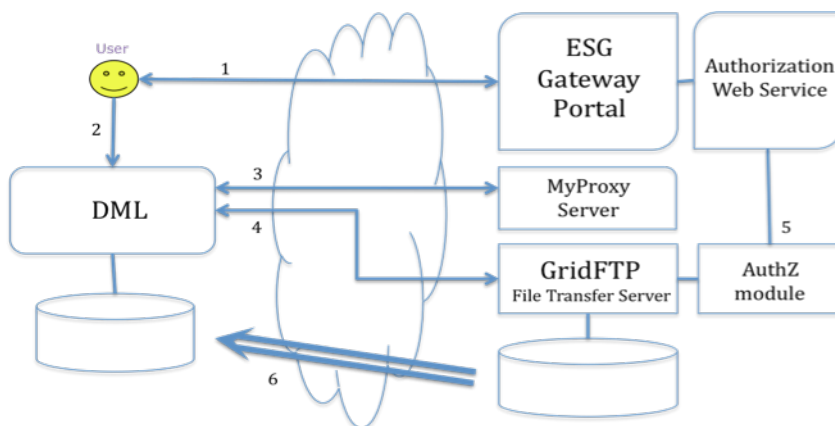 User
1
ESG
Gateway
Portal
Authorization
Web Service
2
DML
3
MyProxy
Server
4
5
GridFTP
File Transfer Server
AuthZ
module
6